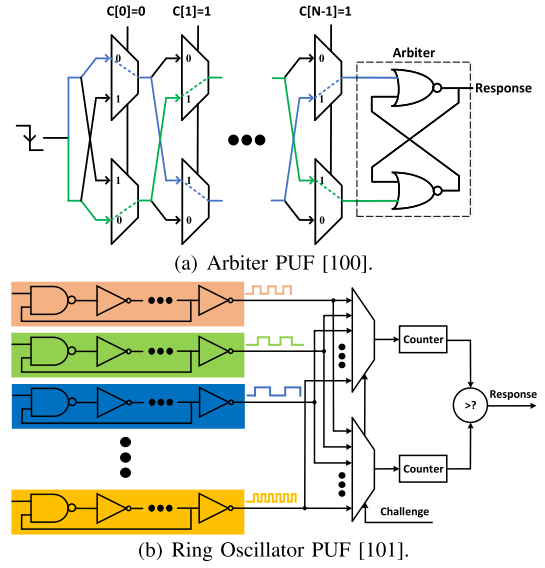 C[0]=0 C[1]=1 C[N-1]=1
Arbiter
0 0 0
1 1 1
Response
1 1 1
0 0 0
(a) Arbiter PUF [100].
Counter
Response
>?
Counter
Challenge
(b) Ring Oscillator PUF [101].